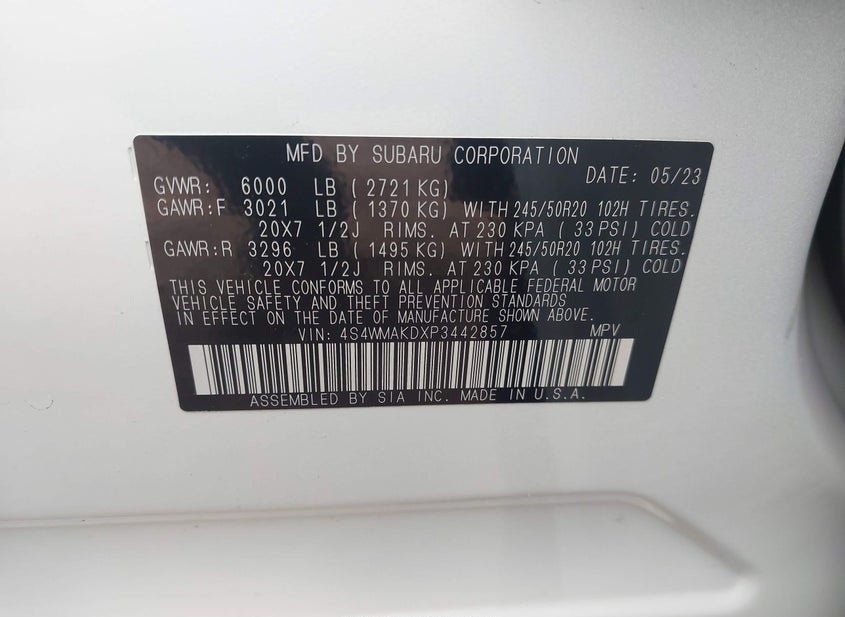 MFD BY SUBARU CORPORATION
DATE: 05/23
GVWR: 6000 LB ( 2721 KG)
GAWR:F 3021 LB ( 1370 KG) WITH 245/50R20 102H TIRES.
20X7 1/2J RIMS. AT 230 KPA ( 33 PSI) COLD
GAWR:R 3296 LB ( 1495 KG) WITH 245/50R20 102H TIRES.
20X7 1/2J RIMS. AT 230 KPA ( 33 PSI) COLD
THIS VEHICLE CONFORMS TO ALL APPLICABLE FEDERAL MOTOR
VEHICLE SAFETY AND THEFT PREVENTION STANDARDS
IN EFFECT ON THE DATE OF MANUFACTURE SHOWN ABOVE.
VIN: 4S4WMAKDXP3442857 MPV
ASSEMBLED BY SIA INC. MADE IN U.S.A.